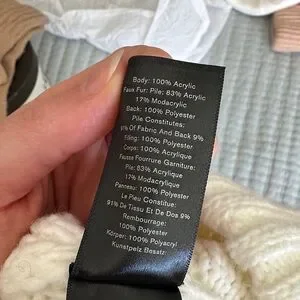 Body: 100% Acrylic
Faux Fur: Pile: 83% Acrylic
17% Modacrylic
Back: 100% Polyester
Pile Constitutes:
Of Fabric And Back 9%
Filling: 100% Polyester
Corps: 100% Acrylique
Fausse Fourrure Garniture:
Pile: 83% Acrylique
17% Modacrylique
Panneau: 100% Polyester
Le Pieu Constitue:
91% De Tissu Et De Dos 9%
Rembourrage:
100% Polyester
Körper: 100% Polyacryl
Kunstpelz Besatz: